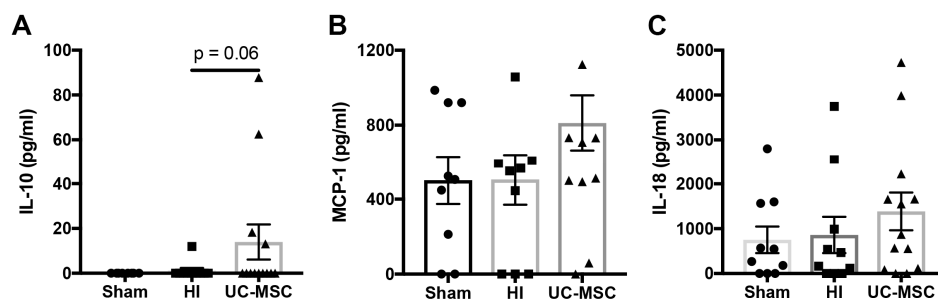 A
IL-10 (pg/ml)
100
80
60
40
20
0
p = 0.06
Sham HI UC-MSC
B
MCP-1 (pg/ml)
1200
800
400
0
Sham HI UC-MSC
C
IL-18 (pg/ml)
5000
4000
3000
2000
1000
0
Sham HI UC-MSC